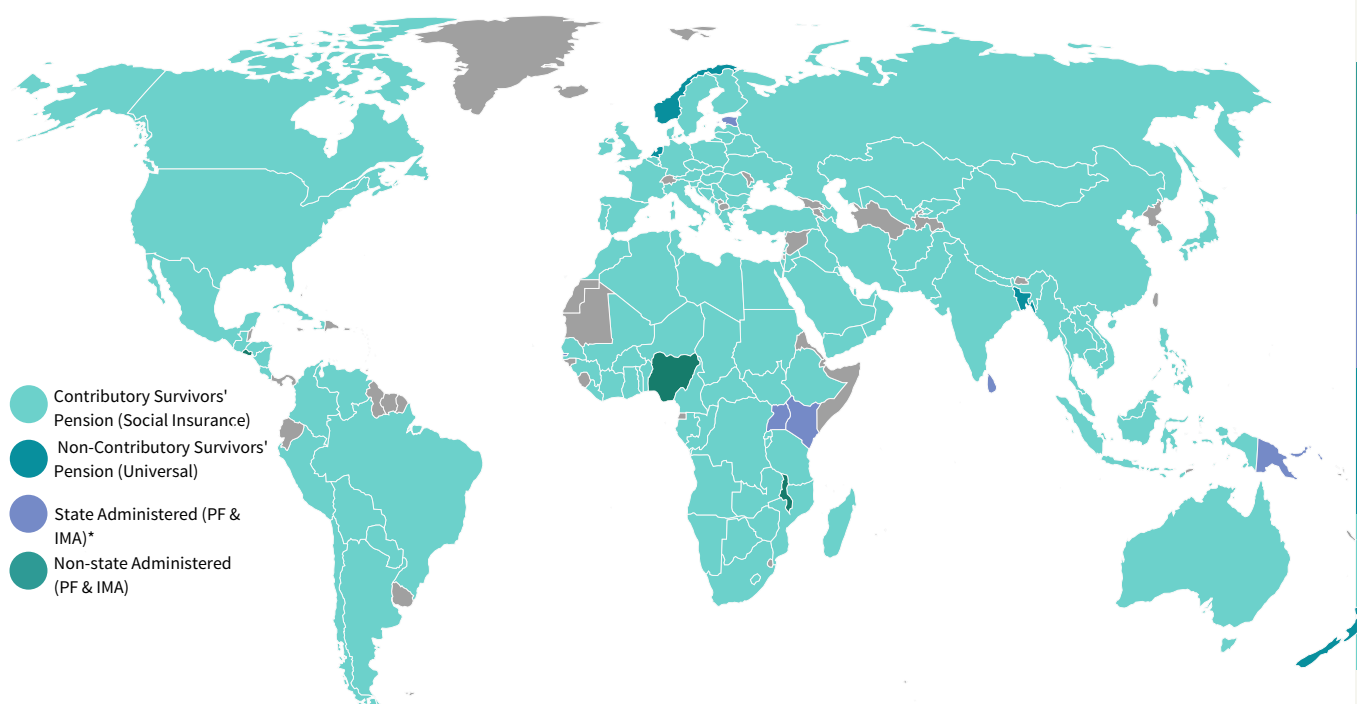 Contributory Survivors'
Pension (Social Insurance)
Non-Contributory Survivors'
Pension (Universal)
State Administered (PF &
IMA)*
Non-state Administered
(PF & IMA)